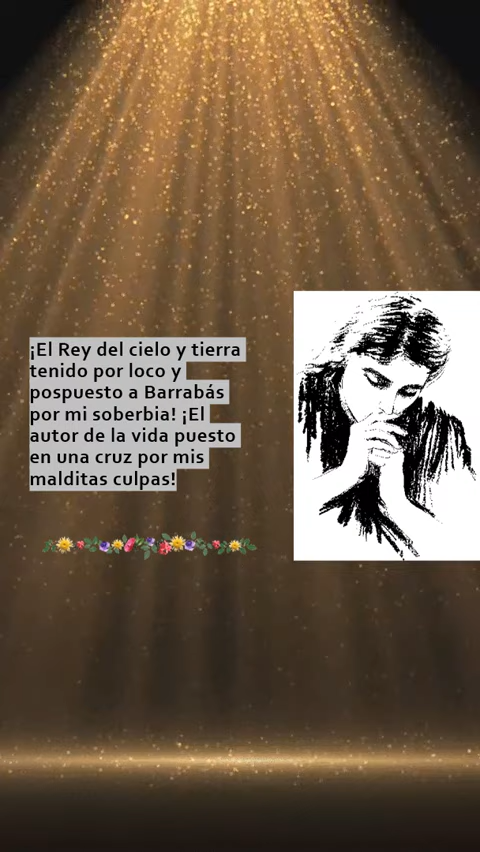 ¡El Rey del cielo y tierra
tenido por loco y
pospuesto a Barrabás
por mi soberbia! ¡El
autor de la vida puesto
en una cruz por mis
malditas culpas!